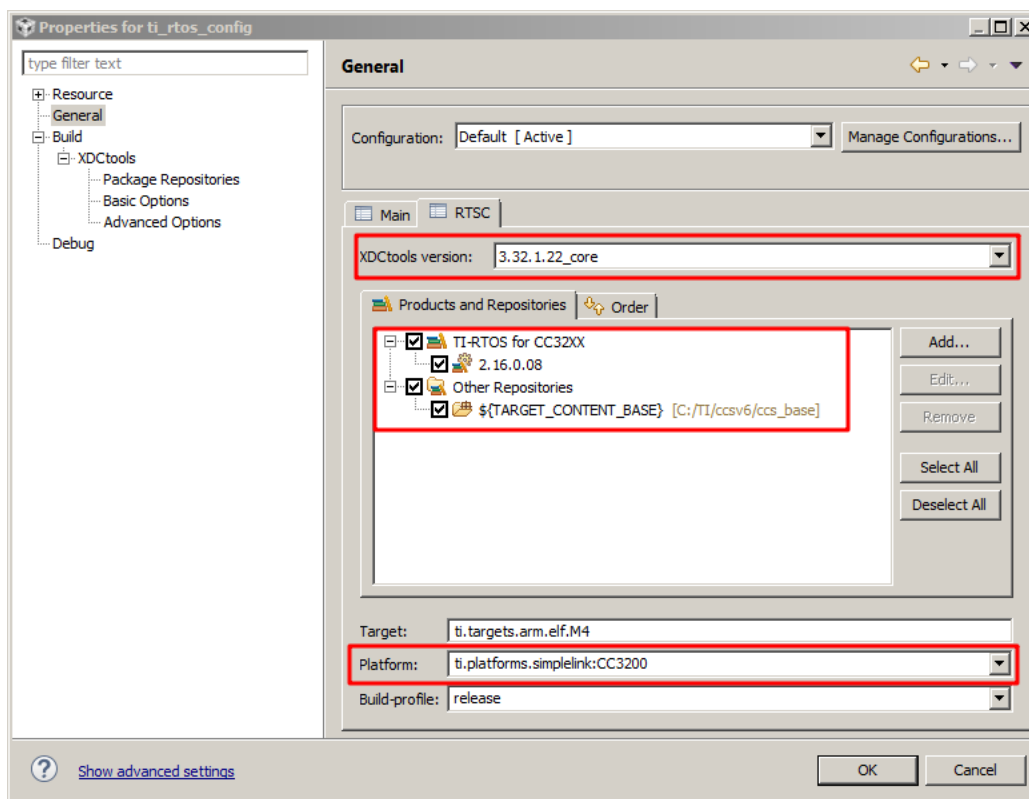 Properties for ti_rtos_config
type filter text
Resource
General
Build
XDCtools
Package Repositories
Basic Options
Advanced Options
Debug
General
Configuration: Default [ Active ] Manage Configurations...
Main RTSC
XDCtools version: 3.32.1.22_core
Products and Repositories Order
TI-RTOS for CC32XX
2.16.0.08
Other Repositories
${TARGET_CONTENT_BASE} [C:/TI/ccsv6/ccs_base]
Add...
Edit...
Remove
Select All
Deselect All
Target: ti.targets.arm.elf.M4
Platform: ti.platforms.simplelink:CC3200
Build-profile: release
? Show advanced settings OK Cancel